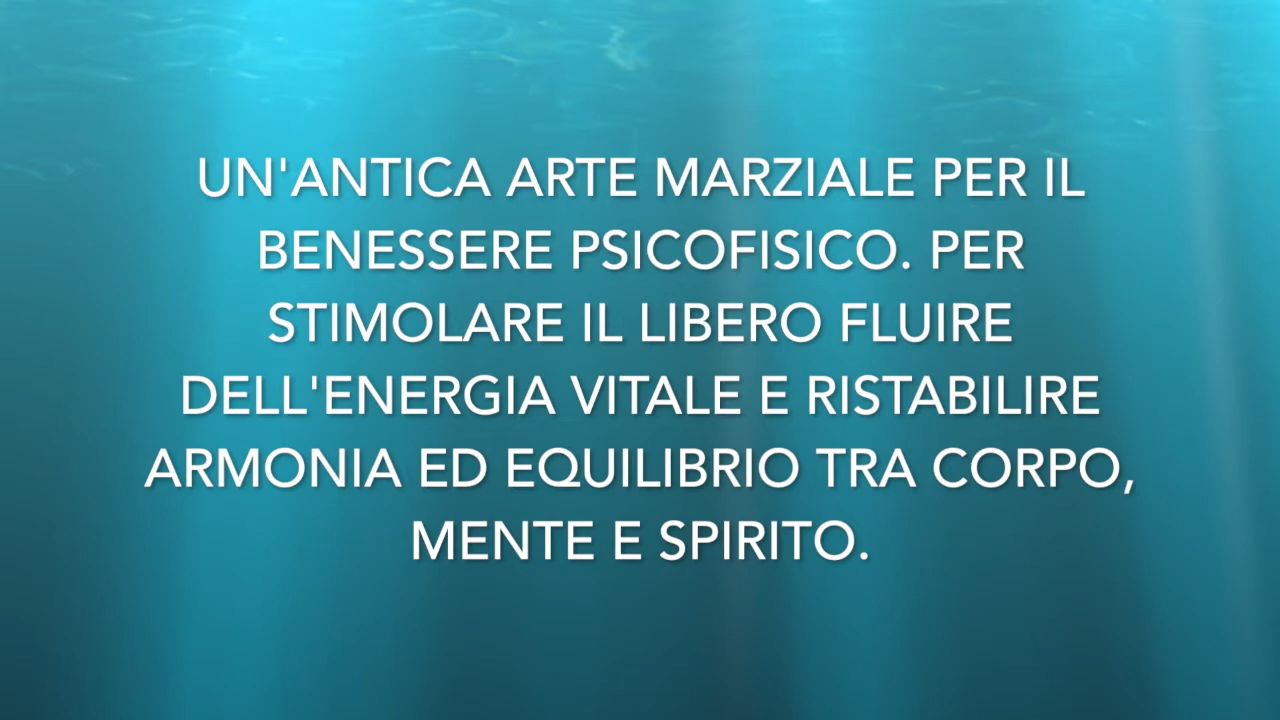 UN'ANTICA ARTE MARZIALE PER IL
BENESSERE PSICOFISICO. PER
STIMOLARE IL LIBERO FLUIRE
DELL'ENERGIA VITALE E RISTABILIRE
ARMONIA ED EQUILIBRIO TRA CORPO,
MENTE E SPIRITO.